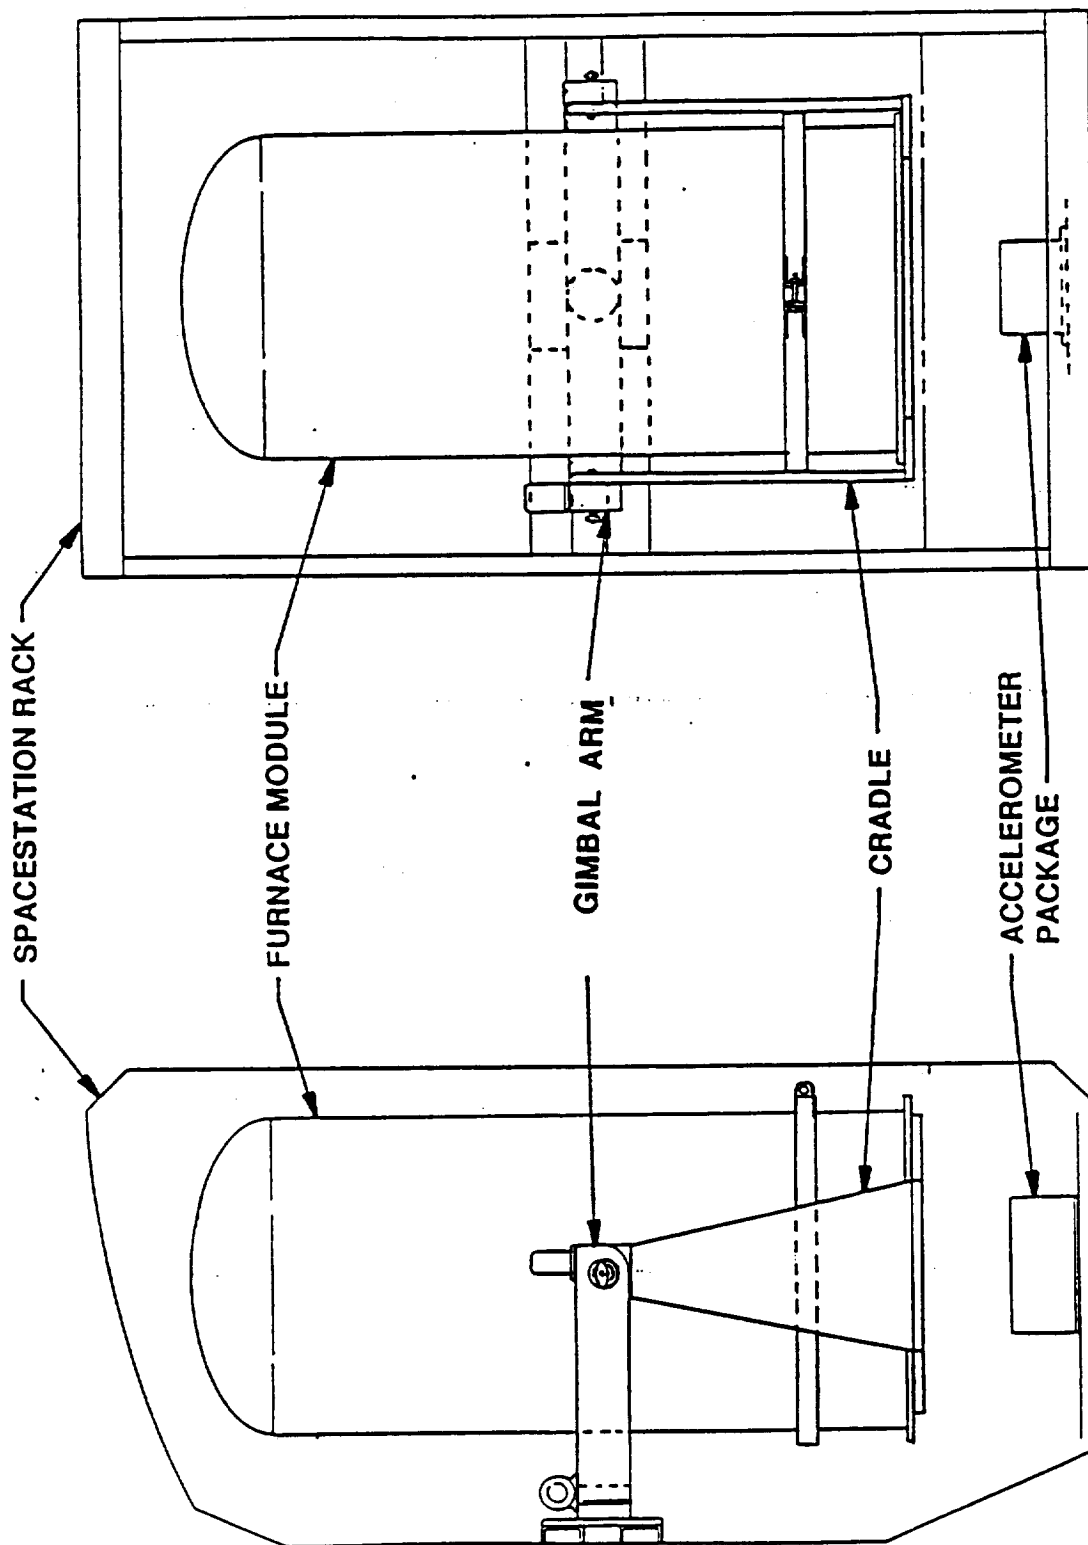 SPACESTATION RACK
FURNACE MODULE
GIMBAL ARM
CRADLE
ACCELEROMETER
PACKAGE